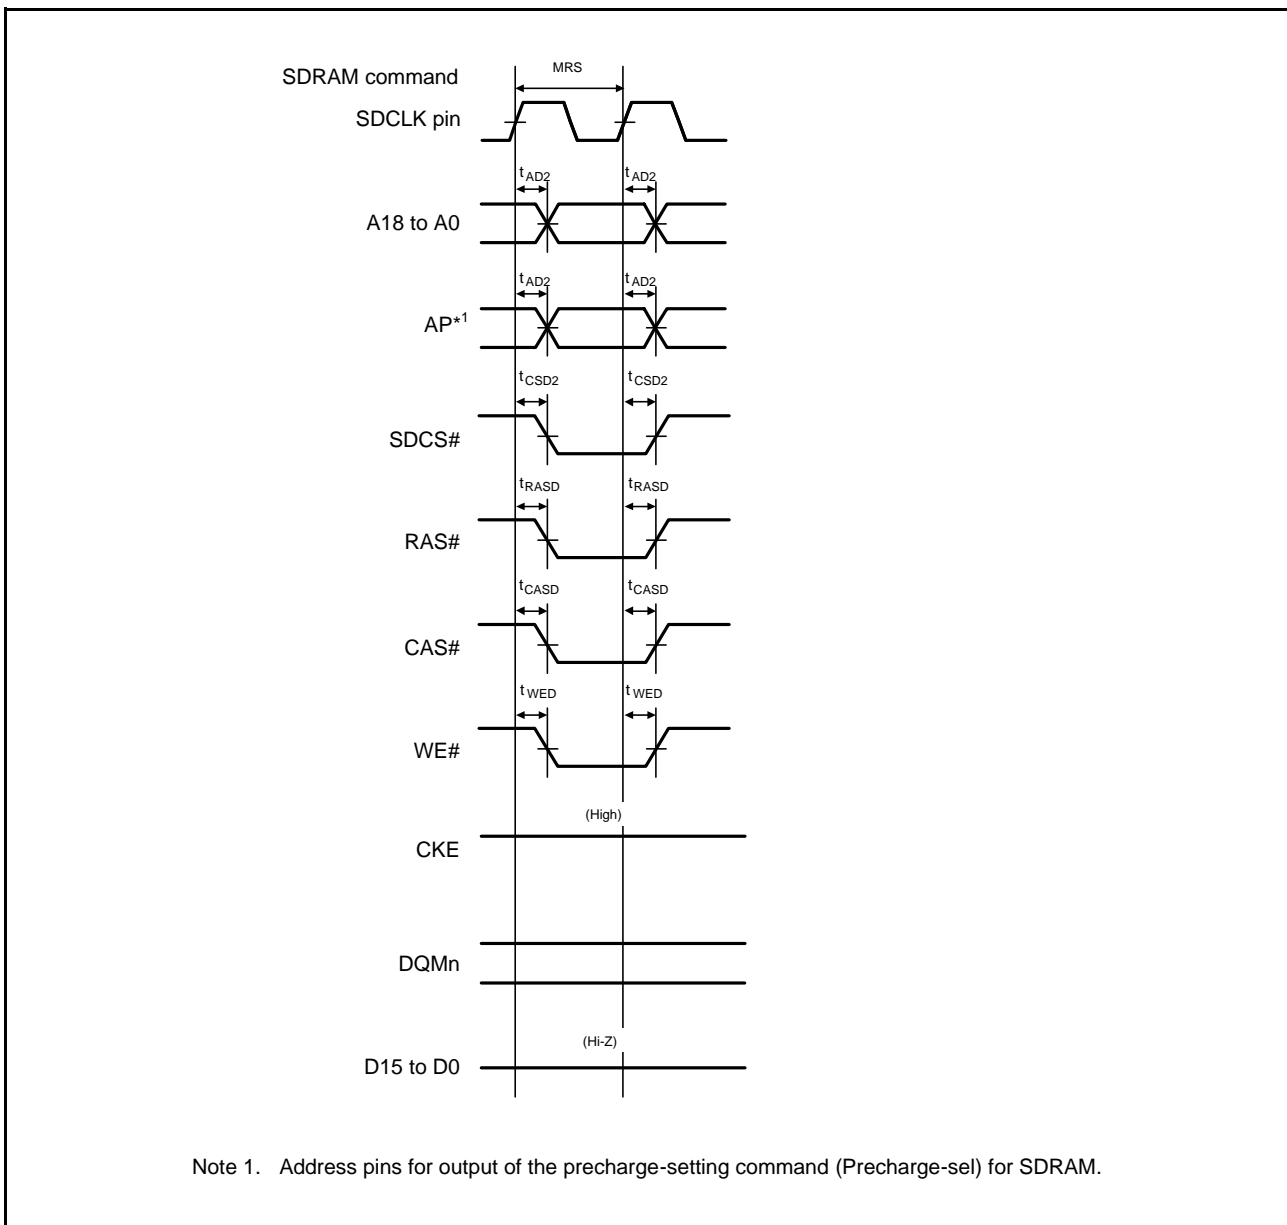 MRS
SDRAM command
SDCLK pin
tAD2 tAD2
A18 to A0
tAD2 tAD2
AP*1
tCSD2 tCSD2
SDCS#
tRASD tRASD
RAS#
tCASD tCASD
CAS#
tWED tWED
WE#
(High)
CKE
DQMn
(Hi-Z)
D15 to D0
Note 1. Address pins for output of the precharge-setting command (Precharge-sel) for SDRAM.